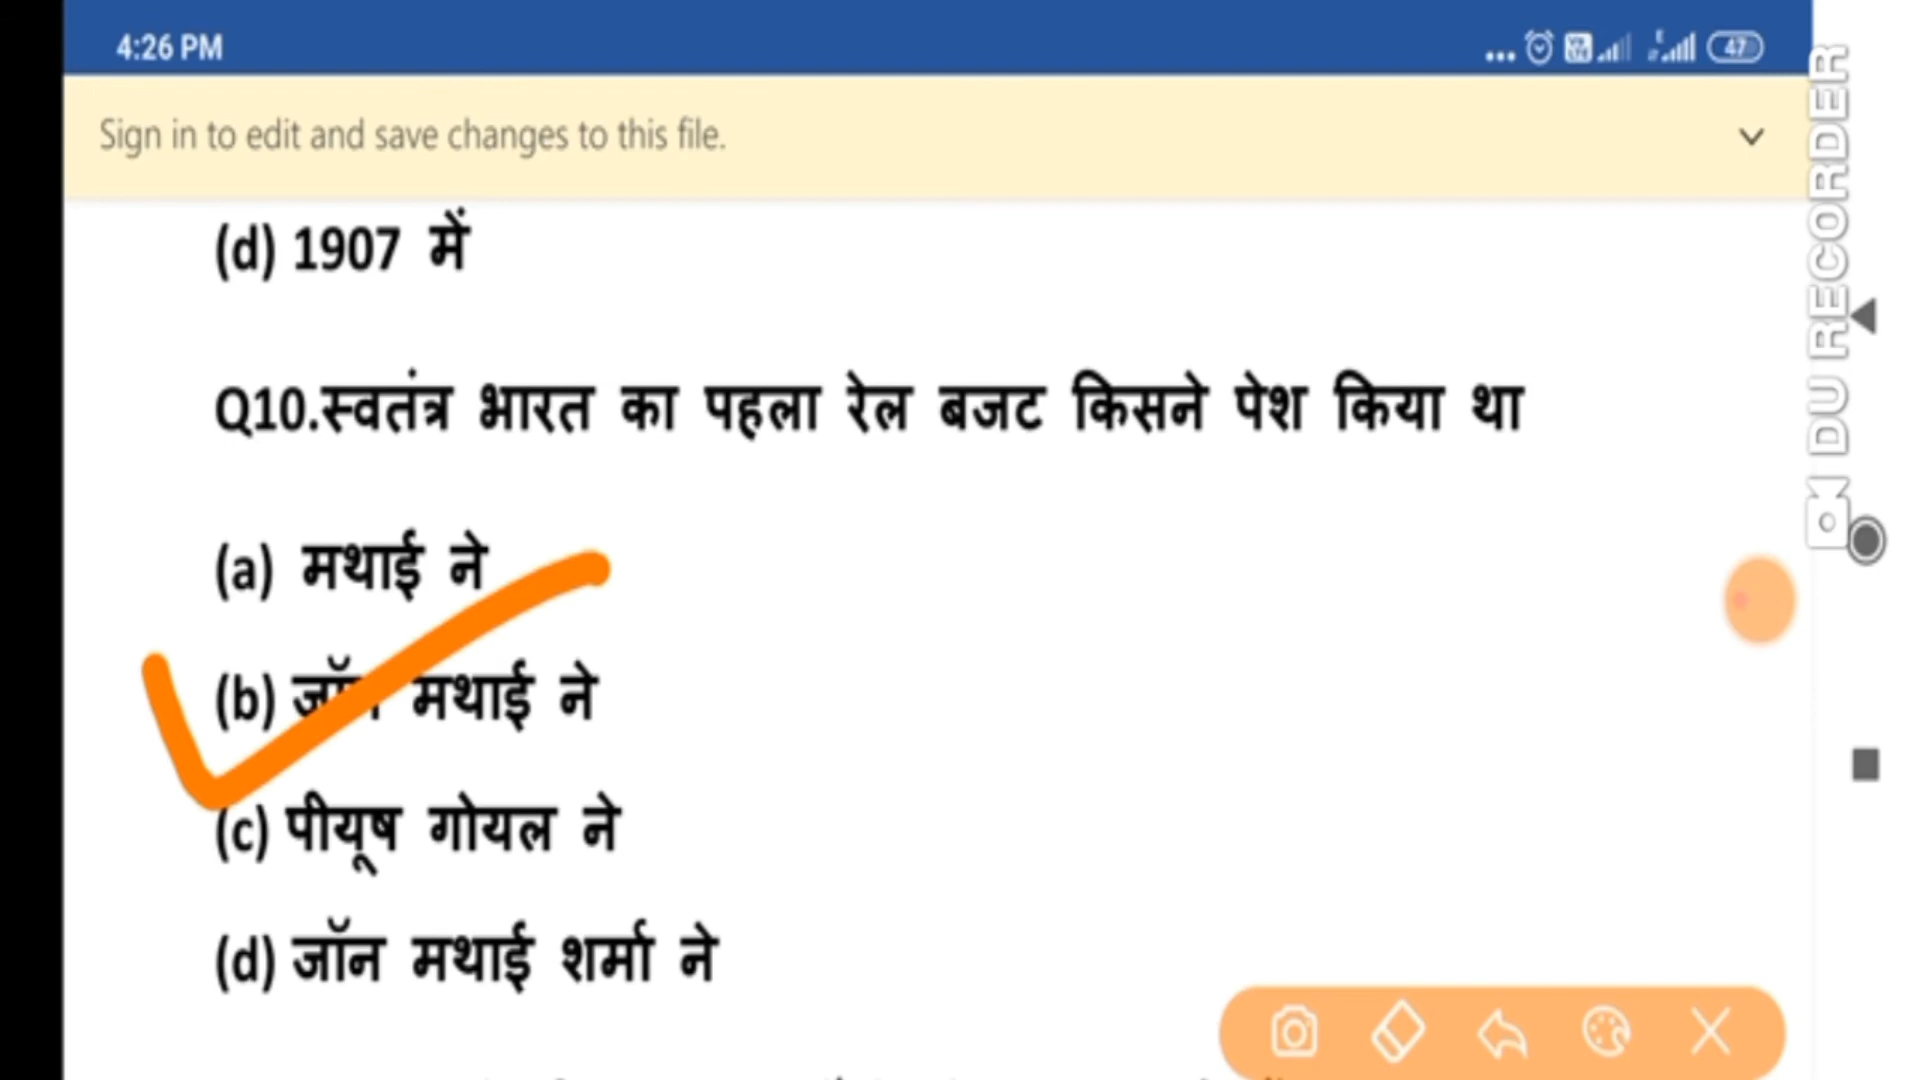 4:26 PM
47
Sign in to edit and save changes to this file.
(d) 1907 में
Q10.स्वतंत्र भारत का पहला रेल बजट किसने पेश किया था
(a) मथाई ने
(b) जॉन मथाई ने
(c) पीयूष गोयल ने
(d) जॉन मथाई शर्मा ने
DU RECORDER